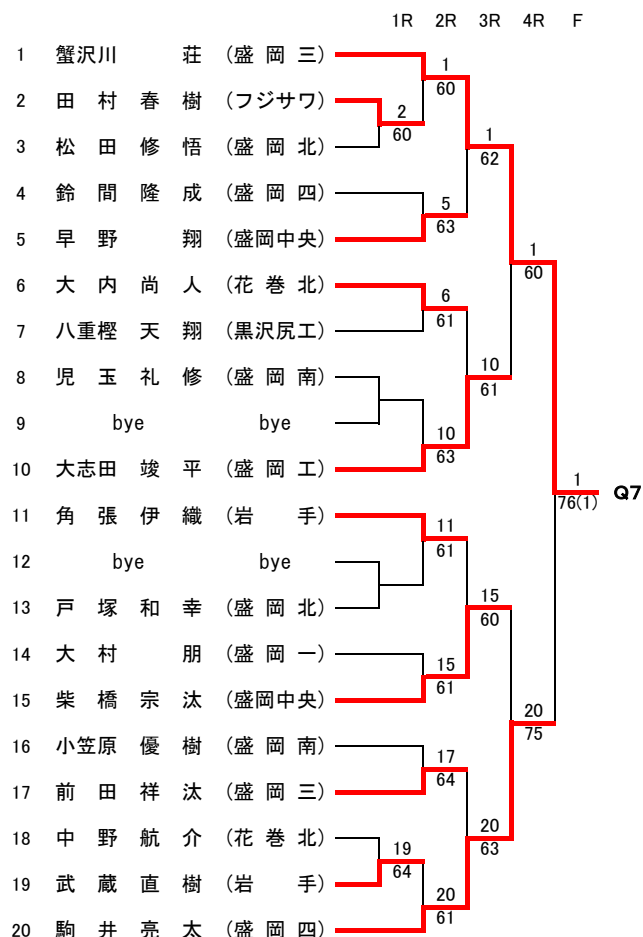 1R 2R 3R 4R F
1 蟹沢川 荘 (盛岡三)
1
60
2 田村春樹 (フジサワ)
2
60
3 松田修悟 (盛岡北)
1
62
4 鈴間隆成 (盛岡四)
5
63
5 早野 翔 (盛岡中央)
1
60
6 大内尚人 (花巻北)
6
61
7 八重樫天翔 (黒沢尻工)
8 児玉礼修 (盛岡南)
10
61
9 bye bye
10
63
10 大志田竣平 (盛岡工)
1
76(1)
Q7
11 角張伊織 (岩手)
11
61
12 bye bye
13 戸塚和幸 (盛岡北)
15
60
14 大村 朋 (盛岡一)
15
61
15 柴橋宗汰 (盛岡中央)
20
75
16 小笠原優樹 (盛岡南)
17
64
17 前田祥汰 (盛岡三)
18 中野航介 (花巻北)
20
63
19
64
19 武蔵直樹 (岩手)
20
61
20 駒井亮太 (盛岡四)